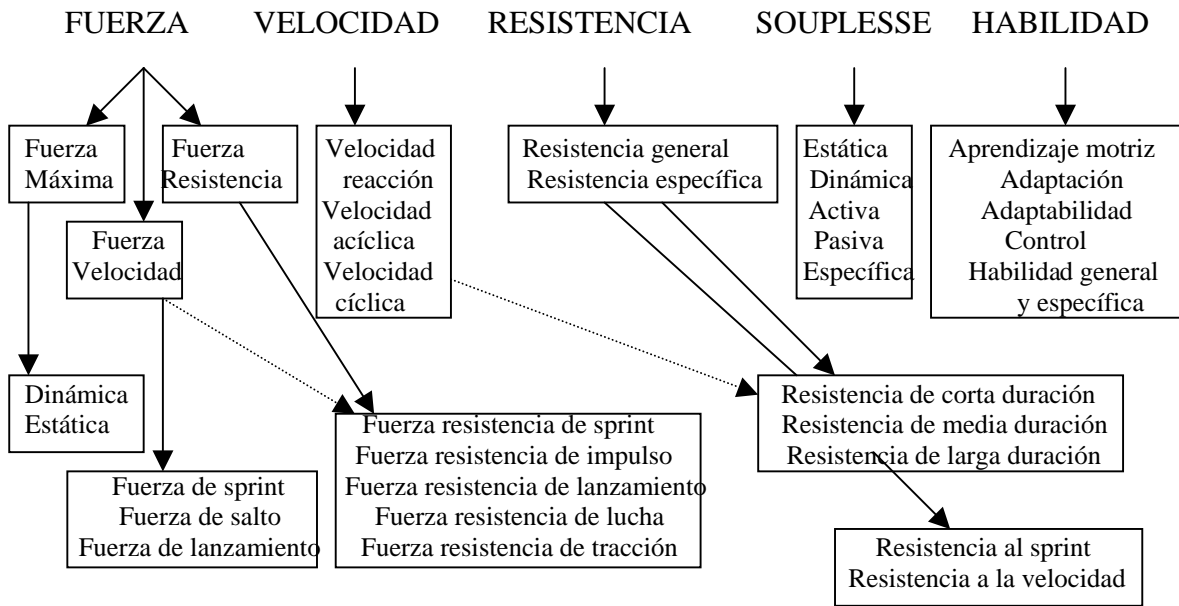 FUERZA VELOCIDAD RESISTENCIA SOUPLESSE HABILIDAD
Fuerza
Máxima
Fuerza
Resistencia
Velocidad
reacción
Velocidad
acíclica
Velocidad
cíclica
Resistencia general
Resistencia específica
Estática
Dinámica
Activa
Pasiva
Específica
Aprendizaje motriz
Adaptación
Adaptabilidad
Control
Habilidad general
y específica
Fuerza
Velocidad
Dinámica
Estática
Fuerza de sprint
Fuerza de salto
Fuerza de lanzamiento
Fuerza resistencia de sprint
Fuerza resistencia de impulso
Fuerza resistencia de lanzamiento
Fuerza resistencia de lucha
Fuerza resistencia de tracción
Resistencia de corta duración
Resistencia de media duración
Resistencia de larga duración
Resistencia al sprint
Resistencia a la velocidad